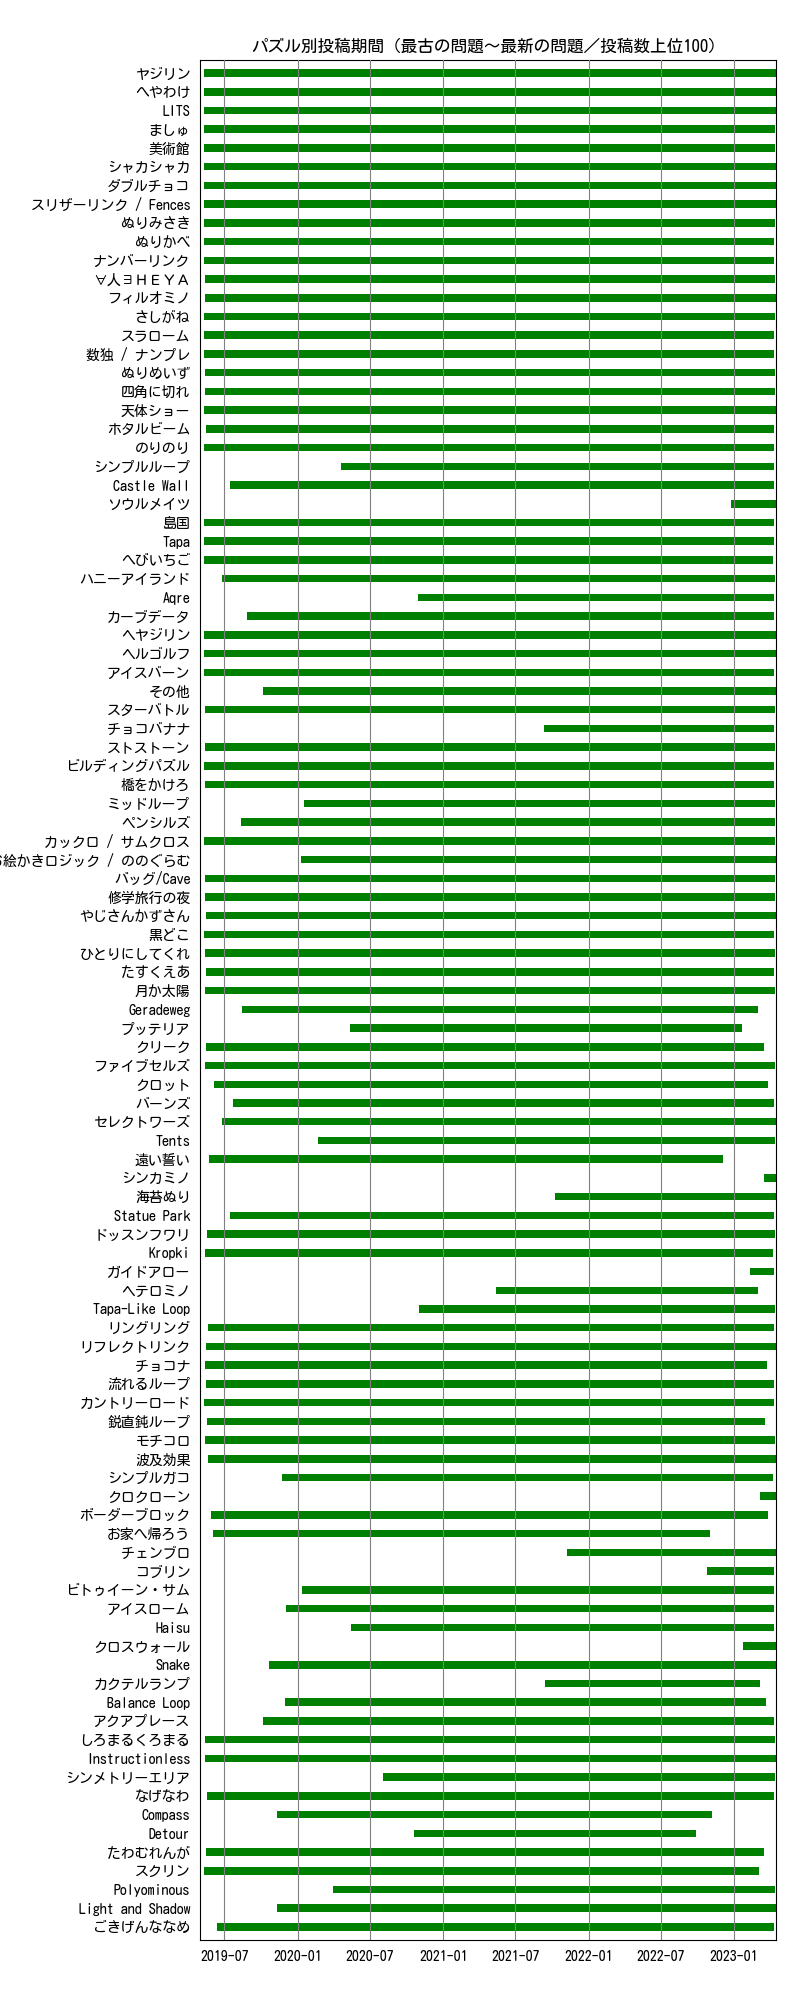 パズル別投稿期間（最古の問題～最新の問題／投稿数上位100）
ヤジリン
へやわけ
LITS
ましゅ
美術館
シャカシャカ
ダブルチョコ
スリザーリンク / Fences
ぬりみさき
ぬりかべ
ナンバーリンク
∀人∃ＨＥＹＡ
フィルオミノ
さしがね
スラローム
数独 / ナンプレ
ぬりめいず
四角に切れ
天体ショー
ホタルビーム
のりのり
シンプルループ
Castle Wall
ソウルメイツ
島国
Tapa
へびいちご
ハニーアイランド
Aqre
カーブデータ
ヘヤジリン
ヘルゴルフ
アイスバーン
その他
スターバトル
チョコバナナ
ストストーン
ビルディングパズル
橋をかけろ
ミッドループ
ペンシルズ
カックロ / サムクロス
絵かきロジック / ののぐらむ
バッグ/Cave
修学旅行の夜
やじさんかずさん
黒どこ
ひとりにしてくれ
たすくえあ
月か太陽
Geradeweg
プッテリア
クリーク
ファイブセルズ
クロット
バーンズ
セレクトワーズ
Tents
遠い誓い
シンカミノ
海苔ぬり
Statue Park
ドッスンフワリ
Kropki
ガイドアロー
ヘテロミノ
Tapa-Like Loop
リングリング
リフレクトリンク
チョコナ
流れるループ
カントリーロード
鋭直鈍ループ
モチコロ
波及効果
シンプルガコ
クロクローン
ボーダーブロック
お家へ帰ろう
チェンブロ
コブリン
ビトゥイーン・サム
アイスローム
Haisu
クロスウォール
Snake
カクテルランプ
Balance Loop
アクアプレース
しろまるくろまる
Instructionless
シンメトリーエリア
なげなわ
Compass
Detour
たわむれんが
スクリン
Polyominous
Light and Shadow
ごきげんななめ
2019-07 2020-01 2020-07 2021-01 2021-07 2022-01 2022-07 2023-01